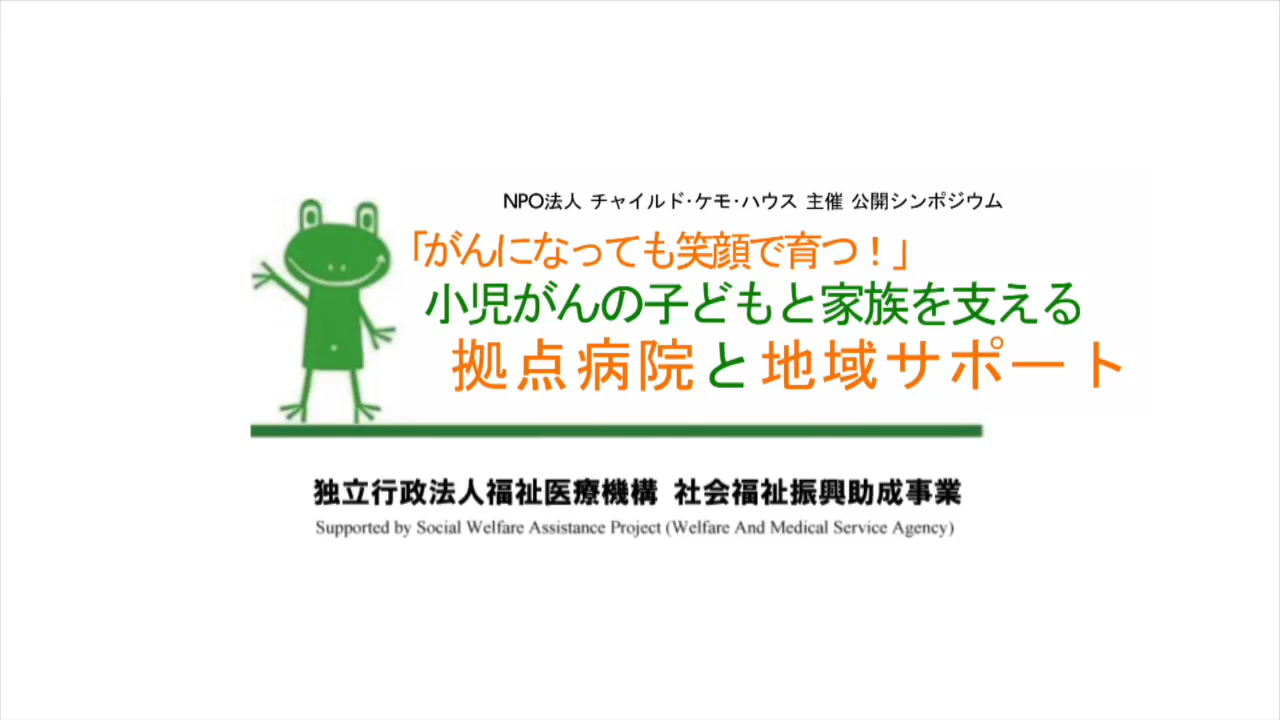 NPO法人 チャイルド･ケモ･ハウス 主催 公開シンポジウム
「がんになっても笑顔で育つ！」
小児がんの子どもと家族を支える
拠点病院と地域サポート
独立行政法人福祉医療機構 社会福祉振興助成事業
Supported by Social Welfare Assistance Project (Welfare And Medical Service Agency)